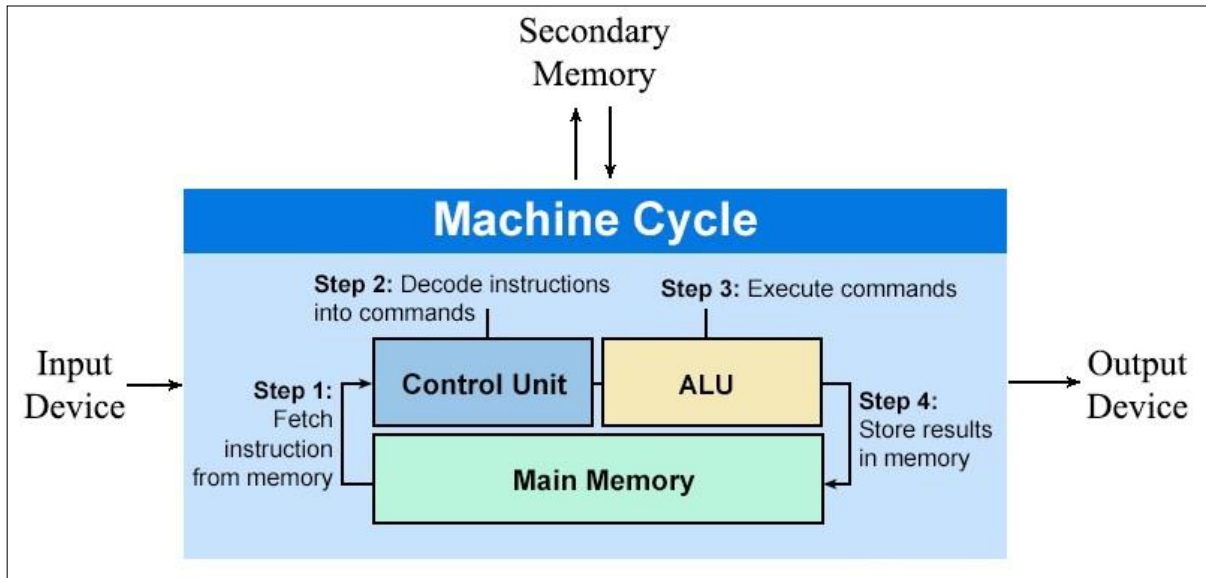 Secondary
Memory
Machine Cycle
Step 2: Decode instructions
into commands
Step 3: Execute commands
Input
Device
Step 1:
Fetch
instruction
from memory
Control Unit
ALU
Main Memory
Step 4:
Store results
in memory
Output
Device